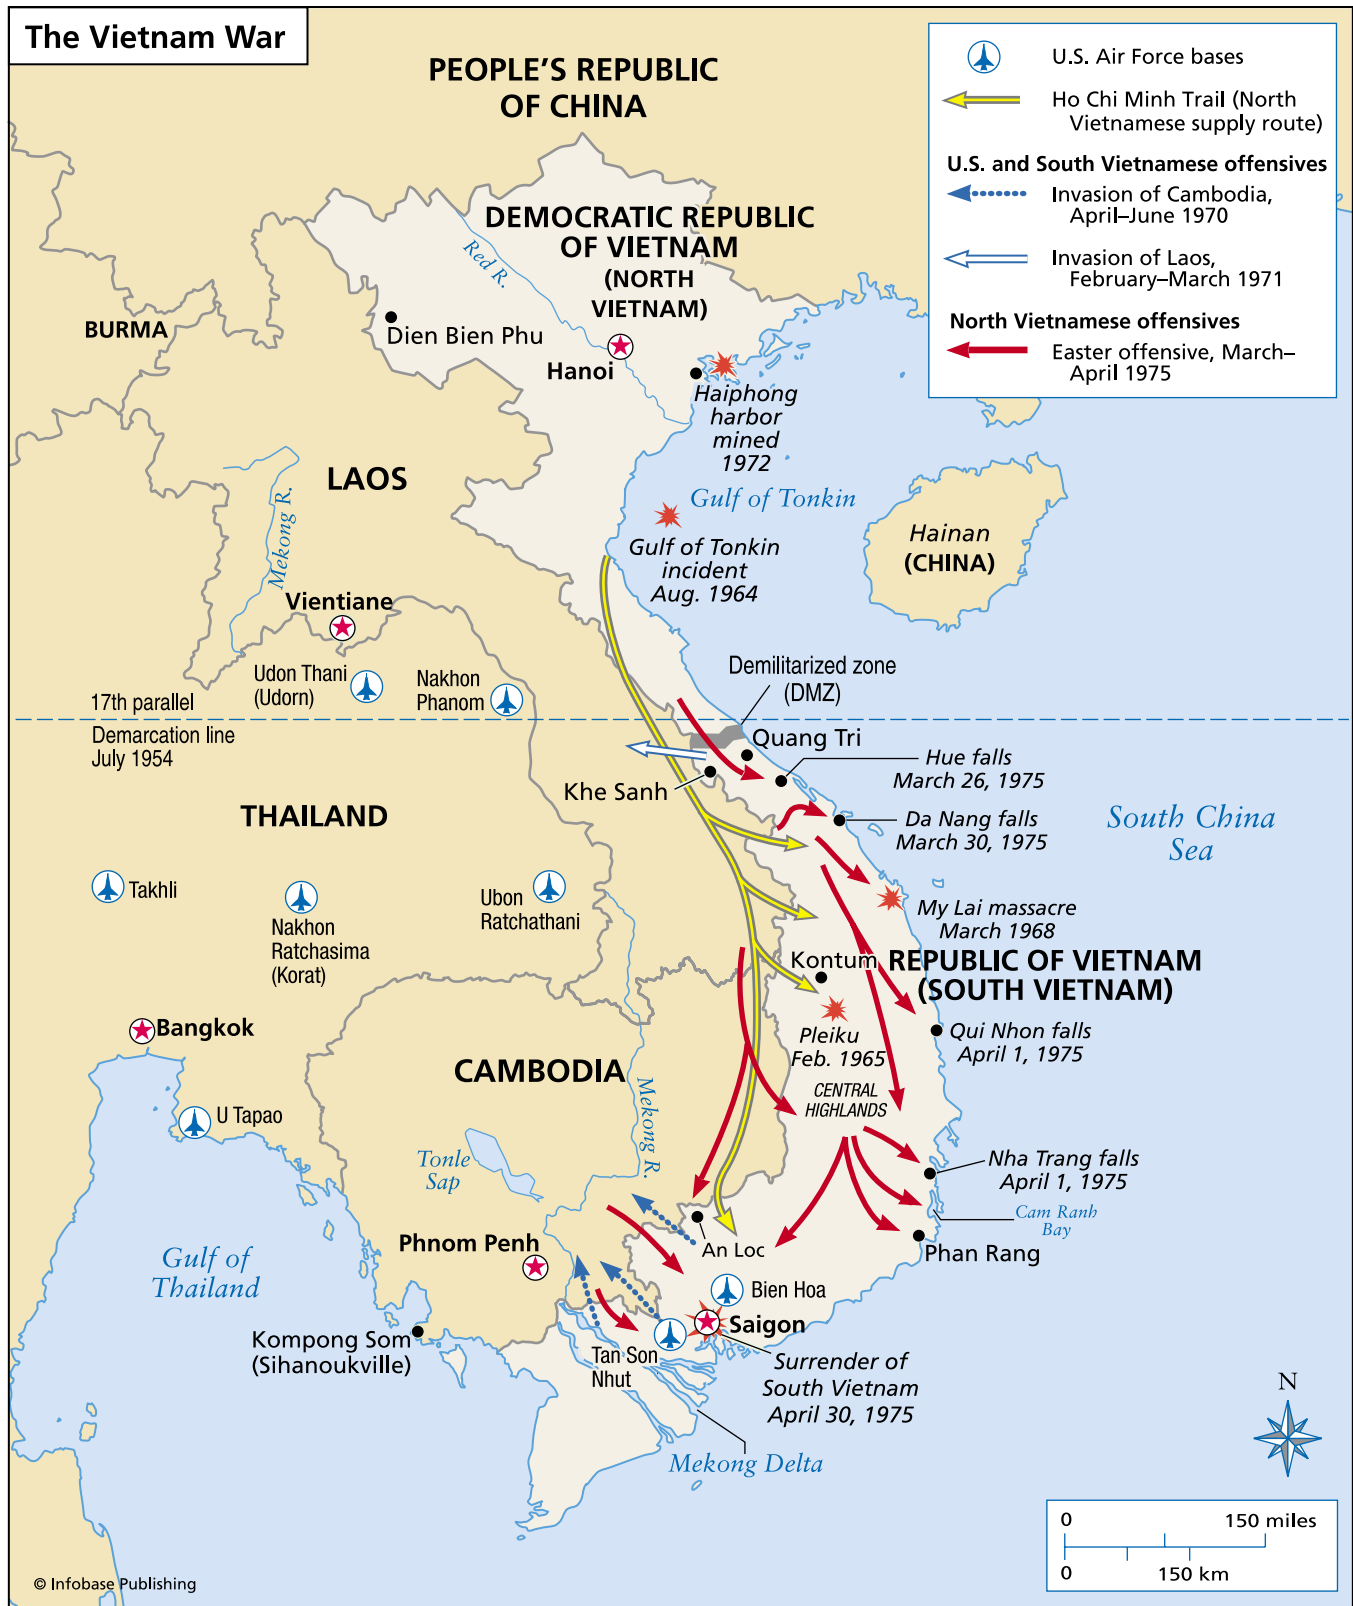 The Vietnam War
PEOPLE'S REPUBLIC
OF CHINA
U.S. Air Force bases
Ho Chi Minh Trail (North
Vietnamese supply route)
U.S. and South Vietnamese offensives
Invasion of Cambodia,
April–June 1970
Invasion of Laos,
February–March 1971
North Vietnamese offensives
Easter offensive, March–
April 1975
DEMOCRATIC REPUBLIC
OF VIETNAM
(NORTH
VIETNAM)
Red R.
BURMA
Dien Bien Phu
Hanoi
Haiphong
harbor
mined
1972
LAOS
Mekong R.
Gulf of Tonkin
Gulf of Tonkin
incident
Aug. 1964
Hainan
(CHINA)
Vientiane
Udon Thani
(Udorn)
Nakhon
Phanom
Demilitarized zone
(DMZ)
17th parallel
Demarcation line
July 1954
Quang Tri
Hue falls
March 26, 1975
Khe Sanh
THAILAND
Da Nang falls
March 30, 1975
South China
Sea
Takhli
Nakhon
Ratchasima
(Korat)
Ubon
Ratchathani
My Lai massacre
March 1968
Kontum
REPUBLIC OF VIETNAM
(SOUTH VIETNAM)
Bangkok
Pleiku
Feb. 1965
Qui Nhon falls
April 1, 1975
CAMBODIA
Mekong R.
CENTRAL
HIGHLANDS
U Tapao
Tonle
Sap
Nha Trang falls
April 1, 1975
Cam Ranh
Bay
An Loc
Phan Rang
Phnom Penh
Gulf of
Thailand
Bien Hoa
Saigon
Kompong Som
(Sihanoukville)
Tan Son
Nhut
Surrender of
South Vietnam
April 30, 1975
Mekong Delta
N
0 150 miles
0 150 km
© Infobase Publishing